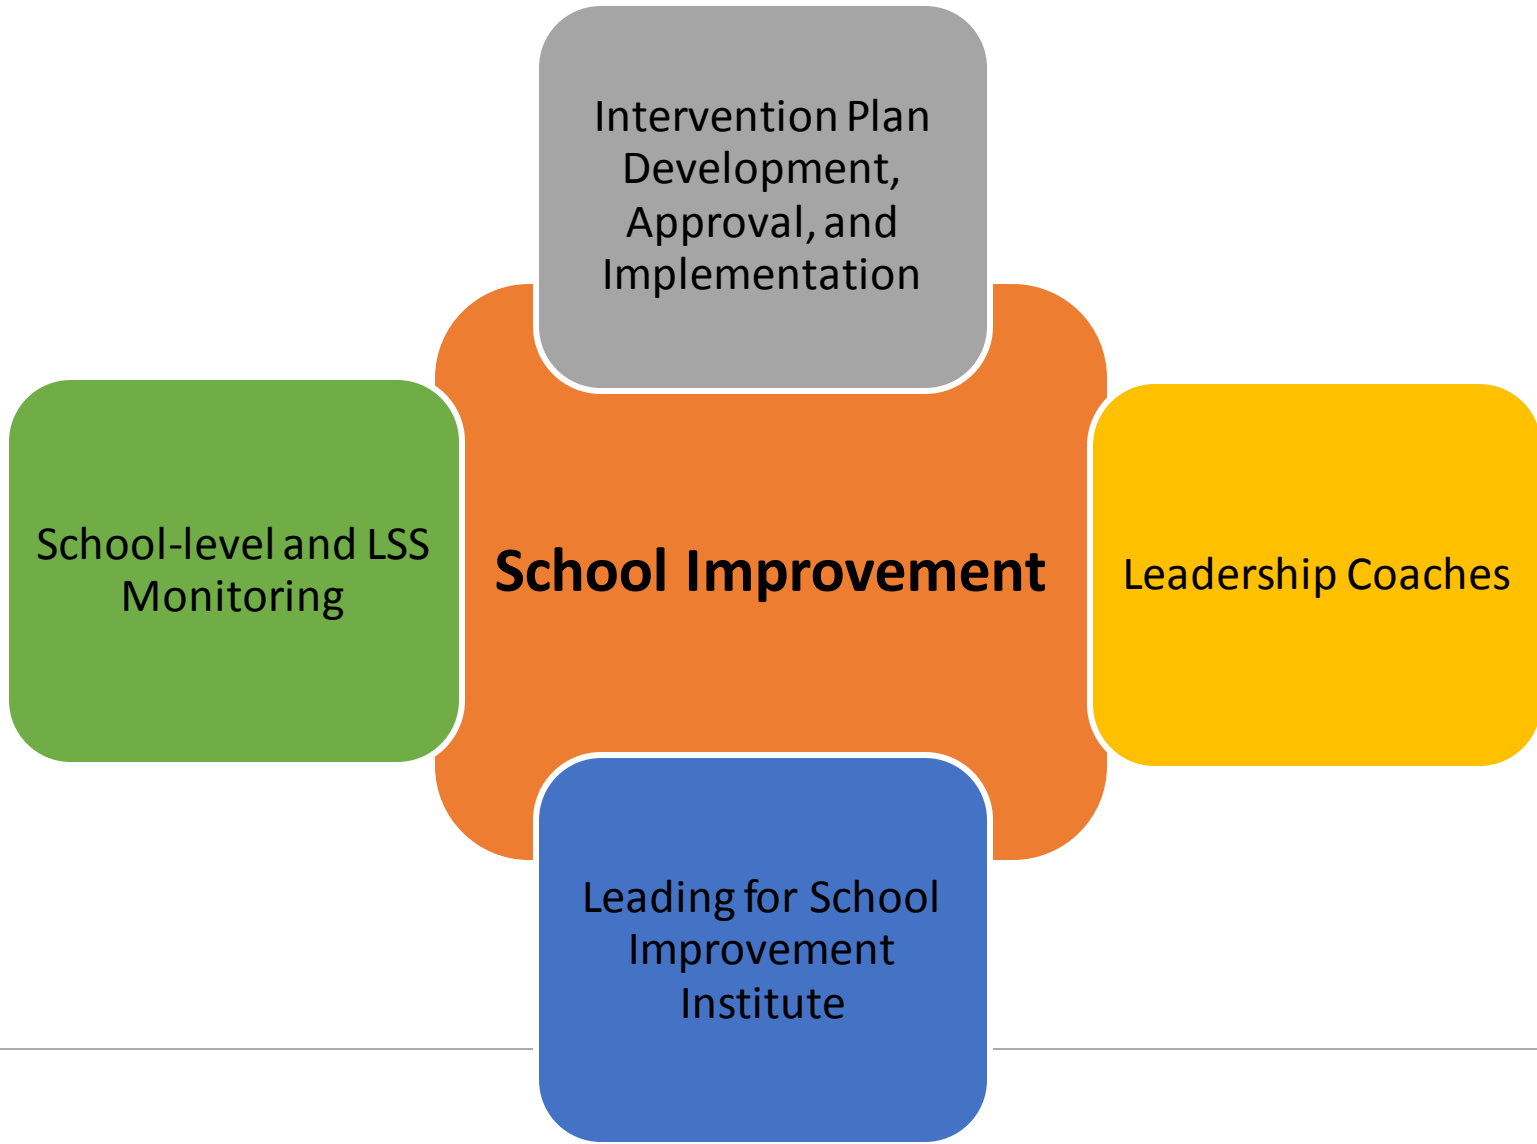 Intervention Plan
Development,
Approval, and
Implementation
School-level and LSS
Monitoring
School Improvement
Leadership Coaches
Leading for School
Improvement
Institute